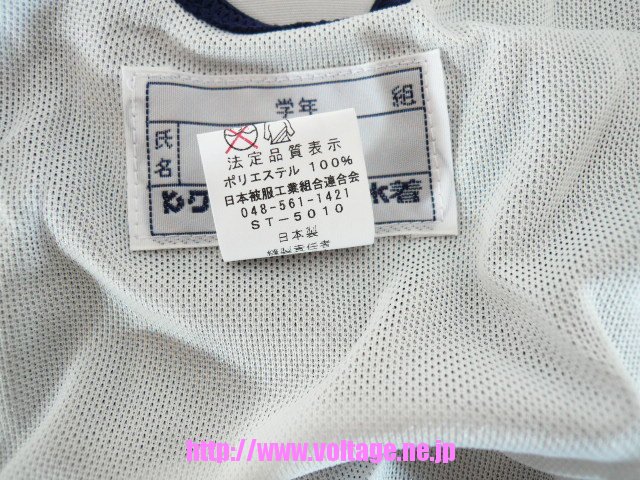 学年 組
氏名
水着
法定品質表示
ポリエステル 100%
日本被服工業組合連合会
048-561-1421
ST-5010
日本製
http://www.voltage.ne.jp